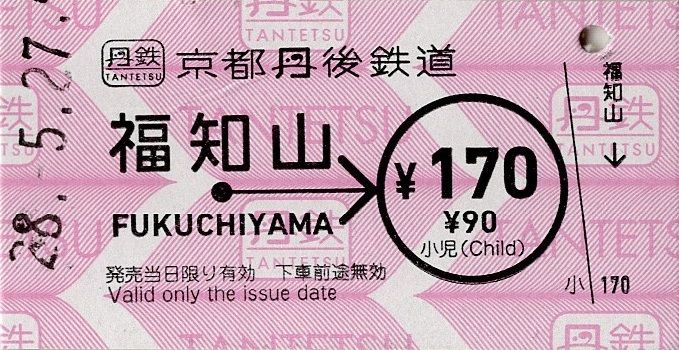 28.-5.27.
丹鉄
TANTETSU
京都丹後鉄道
福知山
FUKUCHIYAMA
¥170
¥90
小児(Child)
発売当日限り有効 下車前途無効
Valid only the issue date
福知山→
小 170